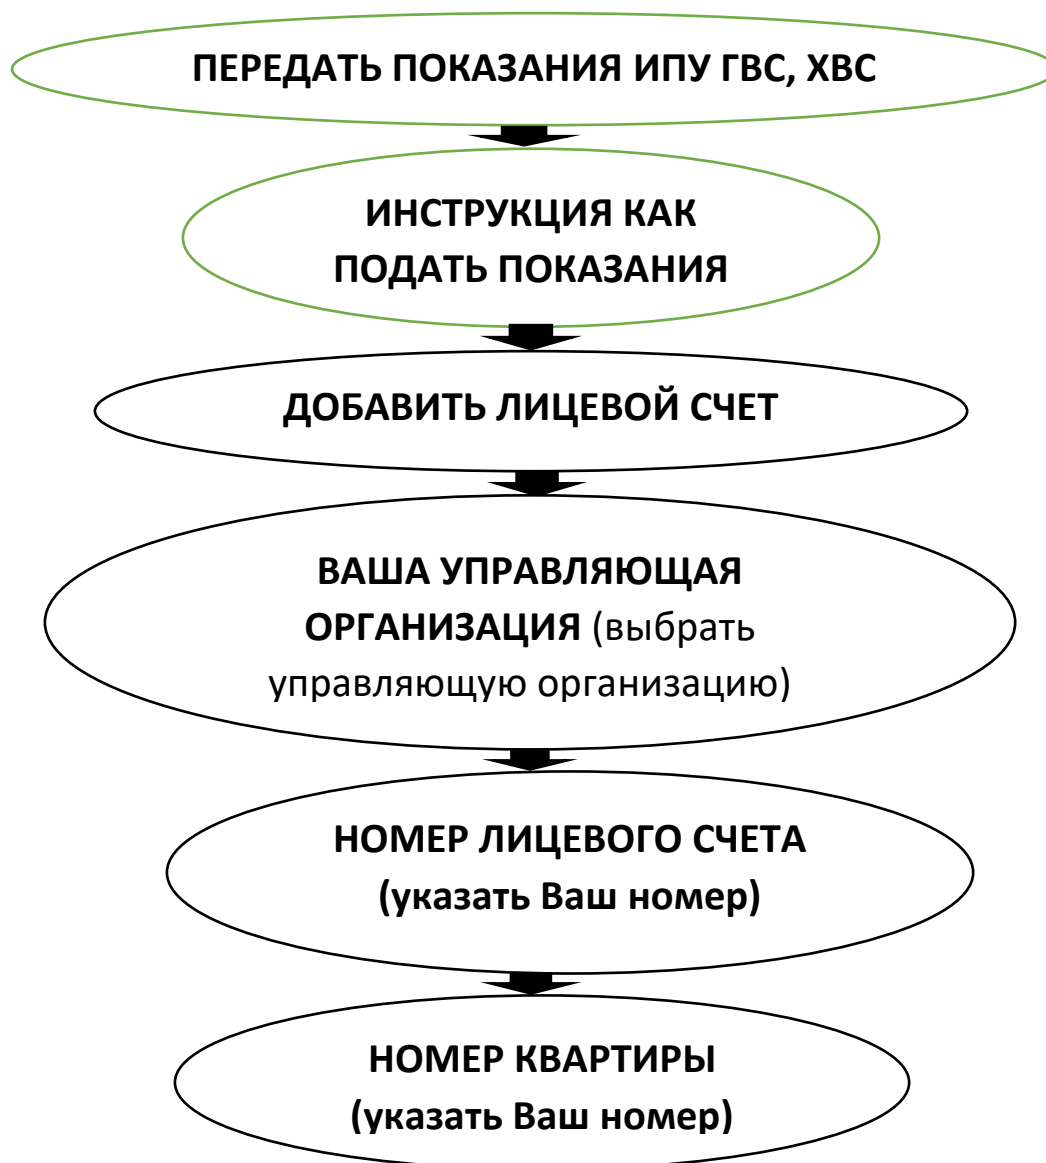 ПЕРЕДАТЬ ПОКАЗАНИЯ ИПУ ГВС, ХВС
ИНСТРУКЦИЯ КАК
ПОДАТЬ ПОКАЗАНИЯ
ДОБАВИТЬ ЛИЦЕВОЙ СЧЕТ
ВАША УПРАВЛЯЮЩАЯ
ОРГАНИЗАЦИЯ (выбрать
управляющую организацию)
НОМЕР ЛИЦЕВОГО СЧЕТА
(указать Ваш номер)
НОМЕР КВАРТИРЫ
(указать Ваш номер)